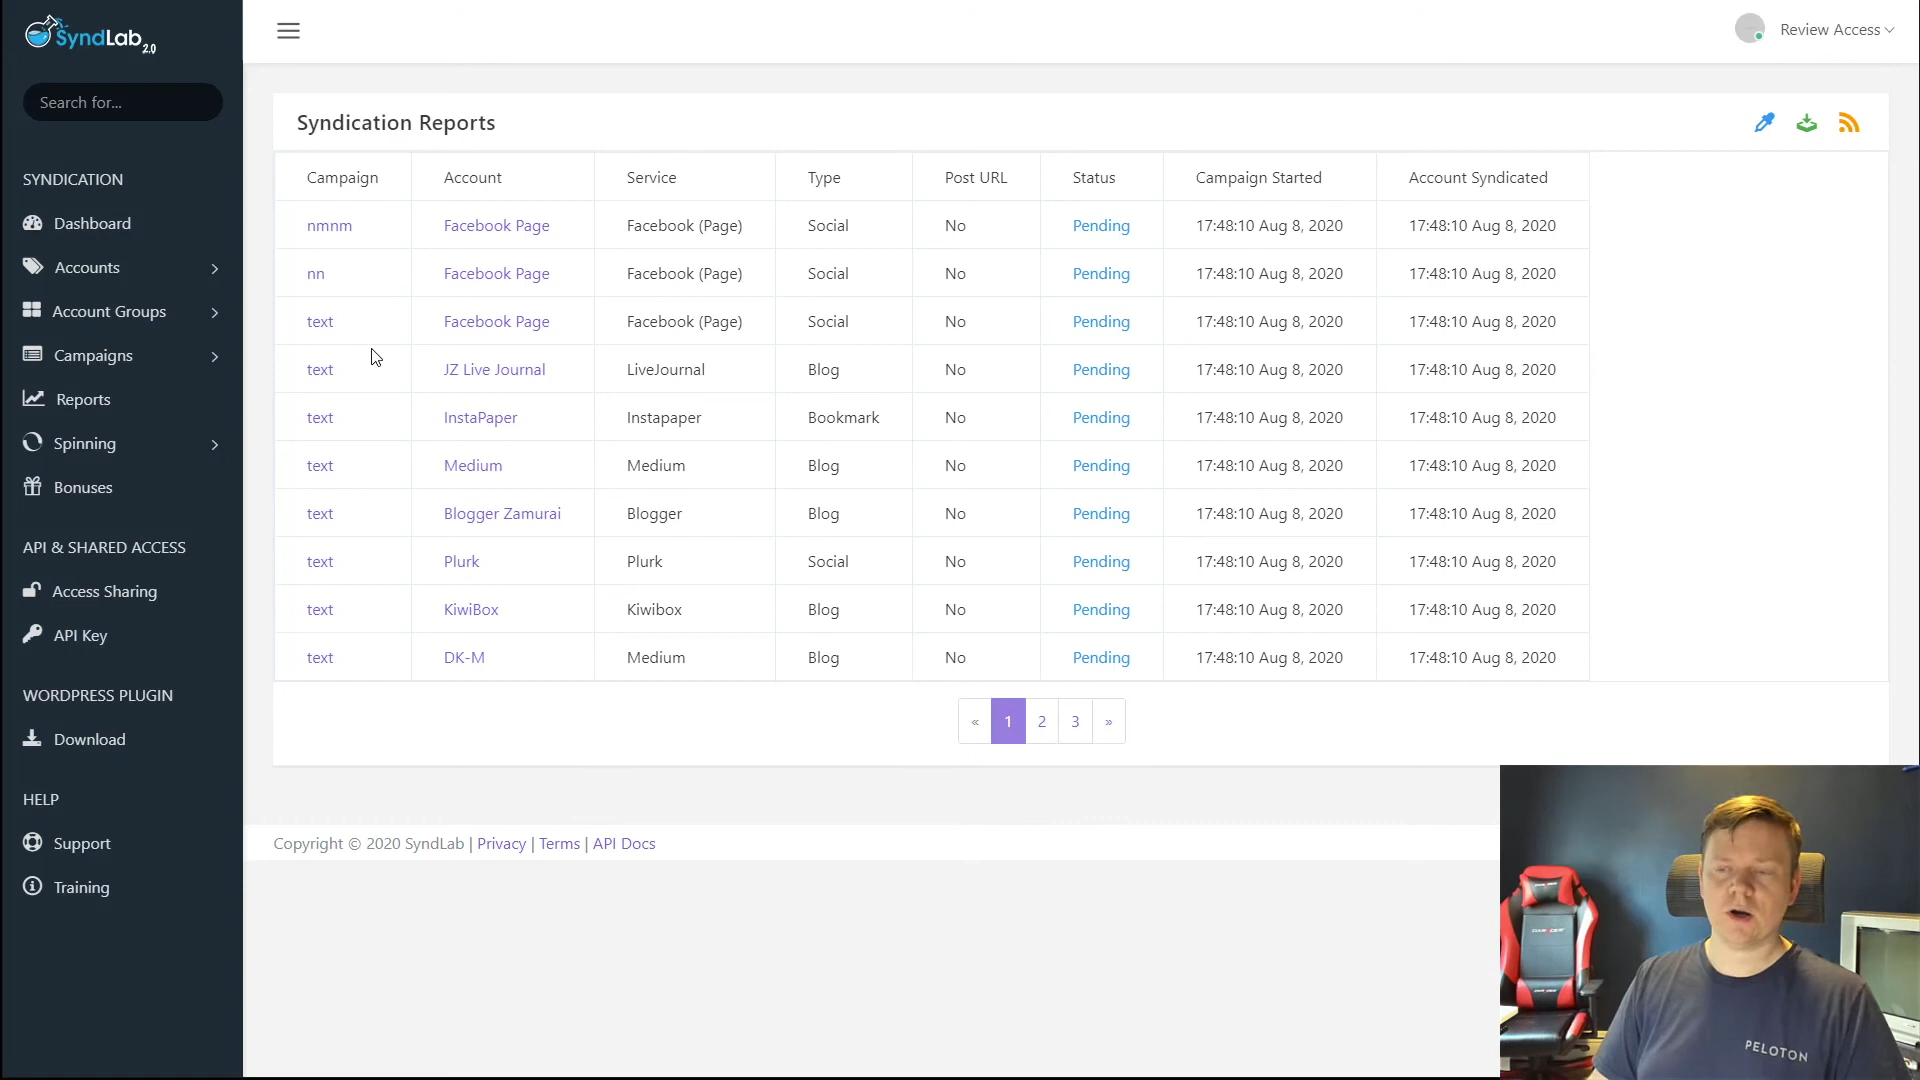 SyndLab 2.0
Review Access
Search for...
Syndication Reports
SYNDICATION
Dashboard
Accounts
Account Groups
Campaigns
Reports
Spinning
Bonuses
API & SHARED ACCESS
Access Sharing
API Key
WORDPRESS PLUGIN
Download
HELP
Support
Training
Campaign Account Service Type Post URL Status Campaign Started Account Syndicated
nmnm Facebook Page Facebook (Page) Social No Pending 17:48:10 Aug 8, 2020 17:48:10 Aug 8, 2020
nn Facebook Page Facebook (Page) Social No Pending 17:48:10 Aug 8, 2020 17:48:10 Aug 8, 2020
text Facebook Page Facebook (Page) Social No Pending 17:48:10 Aug 8, 2020 17:48:10 Aug 8, 2020
text JZ Live Journal LiveJournal Blog No Pending 17:48:10 Aug 8, 2020 17:48:10 Aug 8, 2020
text InstaPaper Instapaper Bookmark No Pending 17:48:10 Aug 8, 2020 17:48:10 Aug 8, 2020
text Medium Medium Blog No Pending 17:48:10 Aug 8, 2020 17:48:10 Aug 8, 2020
text Blogger Zamurai Blogger Blog No Pending 17:48:10 Aug 8, 2020 17:48:10 Aug 8, 2020
text Plurk Plurk Social No Pending 17:48:10 Aug 8, 2020 17:48:10 Aug 8, 2020
text KiwiBox Kiwibox Blog No Pending 17:48:10 Aug 8, 2020 17:48:10 Aug 8, 2020
text DK-M Medium Blog No Pending 17:48:10 Aug 8, 2020 17:48:10 Aug 8, 2020
« 1 2 3 »
Copyright © 2020 SyndLab | Privacy | Terms | API Docs
PELOTON